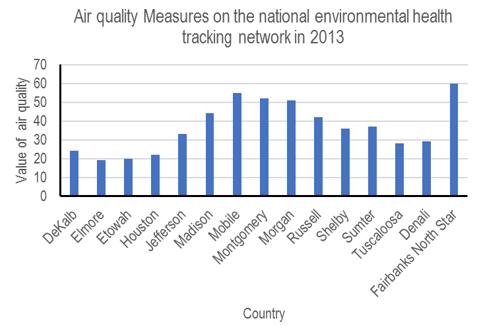 Air quality Measures on the national environmental health
tracking network in 2013
Value of air quality
70
60
50
40
30
20
10
0
DeKalb
Elmore
Etowah
Houston
Jefferson
Madison
Mobile
Montgomery
Morgan
Russell
Shelby
Sumter
Tuscaloosa
Denali
Fairbanks North Star
Country